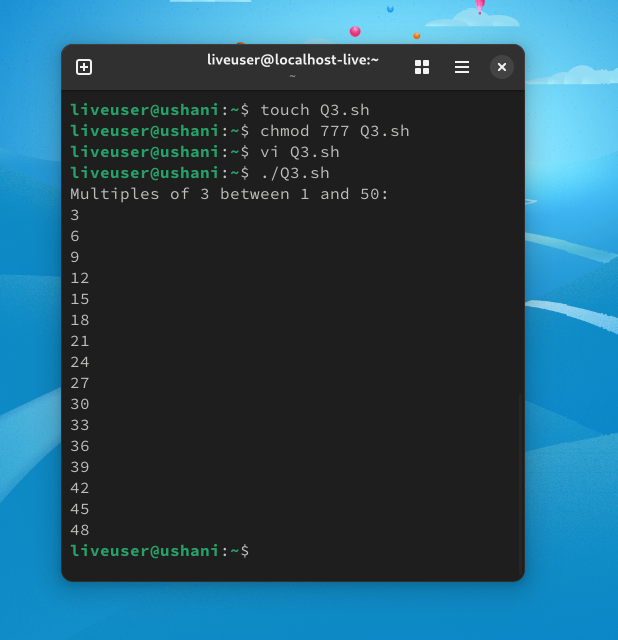 liveuser@localhost-live:~
~
liveuser@ushani:~$ touch Q3.sh
liveuser@ushani:~$ chmod 777 Q3.sh
liveuser@ushani:~$ vi Q3.sh
liveuser@ushani:~$ ./Q3.sh
Multiples of 3 between 1 and 50:
3
6
9
12
15
18
21
24
27
30
33
36
39
42
45
48
liveuser@ushani:~$